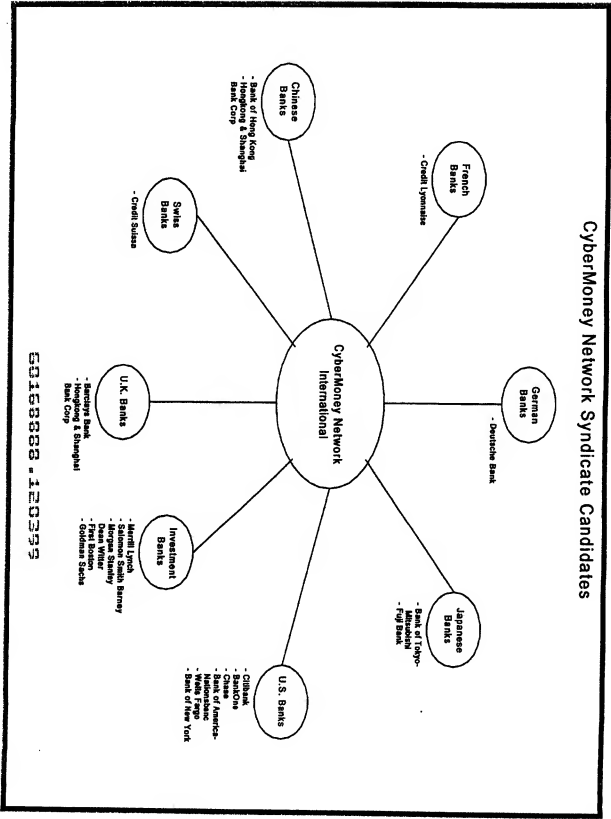 CyberMoney Network Syndicate Candidates
German
Banks
- Deutsche Bank
French
Banks
- Credit Lyonnaise
Japanese
Banks
- Bank of Tokyo-
Mitsubishi
- Fuji Bank
Chinese
Banks
- Bank of Hong Kong
- Hongkong & Shanghai
Bank Corp
CyberMoney Network
International
U.S. Banks
- Citibank
- BankOne
- Chase
- Bank of America-
Nationsbanc
- Wells Fargo
- Bank of New York
Swiss
Banks
- Credit Suisse
U.K. Banks
- Barclays Bank
- Hongkong & Shanghai
Bank Corp
Investment
Banks
- Merrill Lynch
- Salomon Smith Barney
- Morgan Stanley
Dean Witter
- First Boston
- Goldman Sachs
60168888.120399